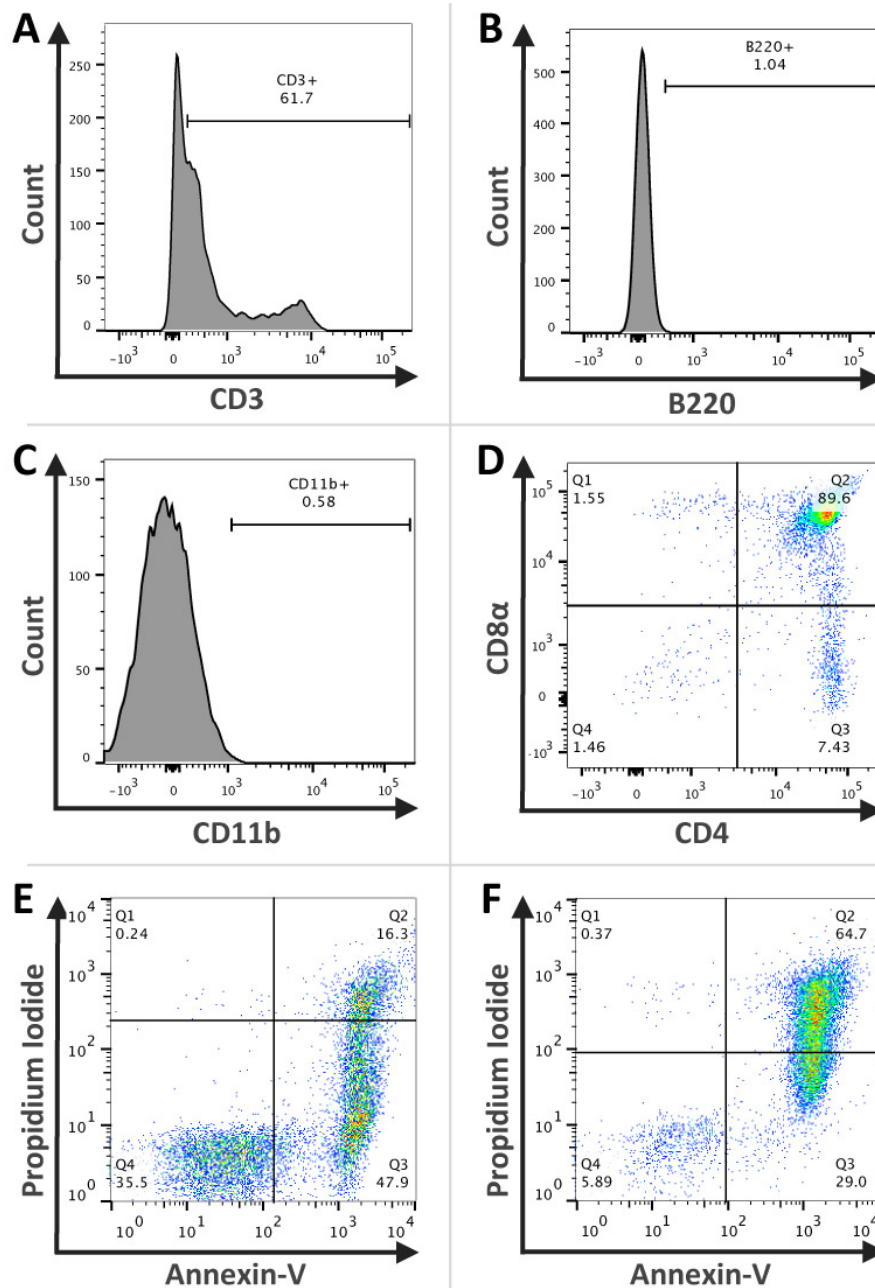 A
CD3+
61.7
250
200
150
100
50
0
Count
-10³ 0 10³ 10⁴ 10⁵
CD3
B
B220+
1.04
500
400
300
200
100
0
Count
-10³ 0 10³ 10⁴ 10⁵
B220
C
CD11b+
0.58
150
100
50
0
Count
-10³ 0 10³ 10⁴ 10⁵
CD11b
D
Q1
1.55
Q2
89.6
10⁵
10⁴
10³
0
-10³
CD8α
Q4
1.46
Q3
7.43
-10³ 0 10³ 10⁴ 10⁵
CD4
E
Q1
0.24
Q2
16.3
10⁴
10³
10²
10¹
10⁰
Propidium Iodide
Q4
35.5
Q3
47.9
10⁰ 10¹ 10² 10³ 10⁴
Annexin-V
F
Q1
0.37
Q2
64.7
10⁴
10³
10²
10¹
10⁰
Propidium Iodide
Q4
5.89
Q3
29.0
10⁰ 10¹ 10² 10³ 10⁴
Annexin-V